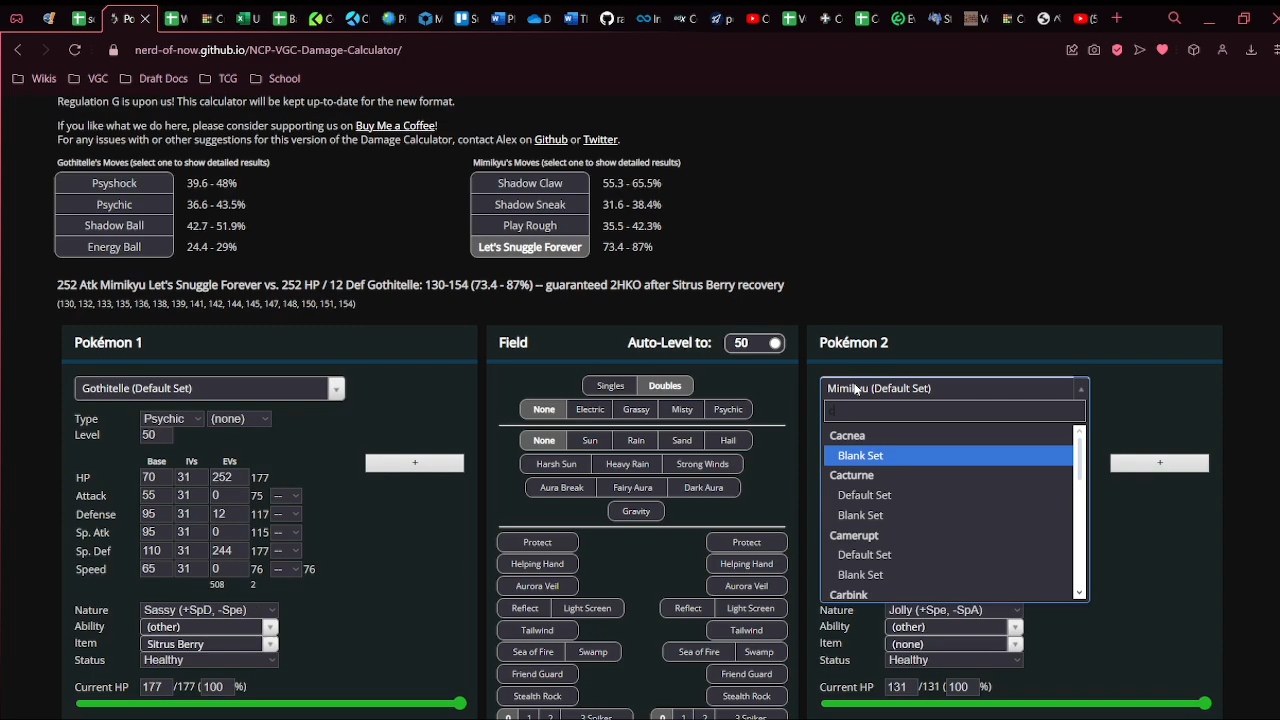 Po
W
C
U
B
C
C
Pi
M
S
Pl
D
Ti
ra
In
C
p
(5
nerd-of-now.github.io/NCP-VGC-Damage-Calculator/
Wikis VGC Draft Docs TCG School
Regulation G is upon us! This calculator will be kept up-to-date for the new format.
If you like what we do here, please consider supporting us on Buy Me a Coffee!
For any issues with or other suggestions for this version of the Damage Calculator, contact Alex on Github or Twitter.
Gothitelle's Moves (select one to show detailed results) Mimikyu's Moves (select one to show detailed results)
Psyshock 39.6 - 48% Shadow Claw 55.3 - 65.5%
Psychic 36.6 - 43.5% Shadow Sneak 31.6 - 38.4%
Shadow Ball 42.7 - 51.9% Play Rough 35.5 - 42.3%
Energy Ball 24.4 - 29% Let's Snuggle Forever 73.4 - 87%
252 Atk Mimikyu Let's Snuggle Forever vs. 252 HP / 12 Def Gothitelle: 130-154 (73.4 - 87%) -- guaranteed 2HKO after Sitrus Berry recovery
(130, 132, 133, 135, 136, 138, 139, 141, 142, 144, 145, 147, 148, 150, 151, 154)
Pokémon 1
Gothitelle (Default Set)
Type Psychic (none)
Level 50
Base IVs EVs
HP 70 31 252 177
Attack 55 31 0 75 --
Defense 95 31 12 117 --
Sp. Atk 95 31 0 115 --
Sp. Def 110 31 244 177 --
Speed 65 31 0 76 -- 76
508 2
+
Nature Sassy (+SpD, -Spe)
Ability (other)
Item Sitrus Berry
Status Healthy
Current HP 177 /177 ( 100 %)
Field Auto-Level to: 50
Singles Doubles
None Electric Grassy Misty Psychic
None Sun Rain Sand Hail
Harsh Sun Heavy Rain Strong Winds
Aura Break Fairy Aura Dark Aura
Gravity
Protect Protect
Helping Hand Helping Hand
Aurora Veil Aurora Veil
Reflect Light Screen Reflect Light Screen
Tailwind Tailwind
Sea of Fire Swamp Sea of Fire Swamp
Friend Guard Friend Guard
Stealth Rock Stealth Rock
0 1 2 3 Spikes 0 1 2 3 Spikes
Pokémon 2
Mimikyu (Default Set)
Cacnea
Blank Set
Cacturne
Default Set
Blank Set
Camerupt
Default Set
Blank Set
Carbink
+
Nature Jolly (+Spe, -SpA)
Ability (other)
Item (none)
Status Healthy
Current HP 131 /131 ( 100 %)